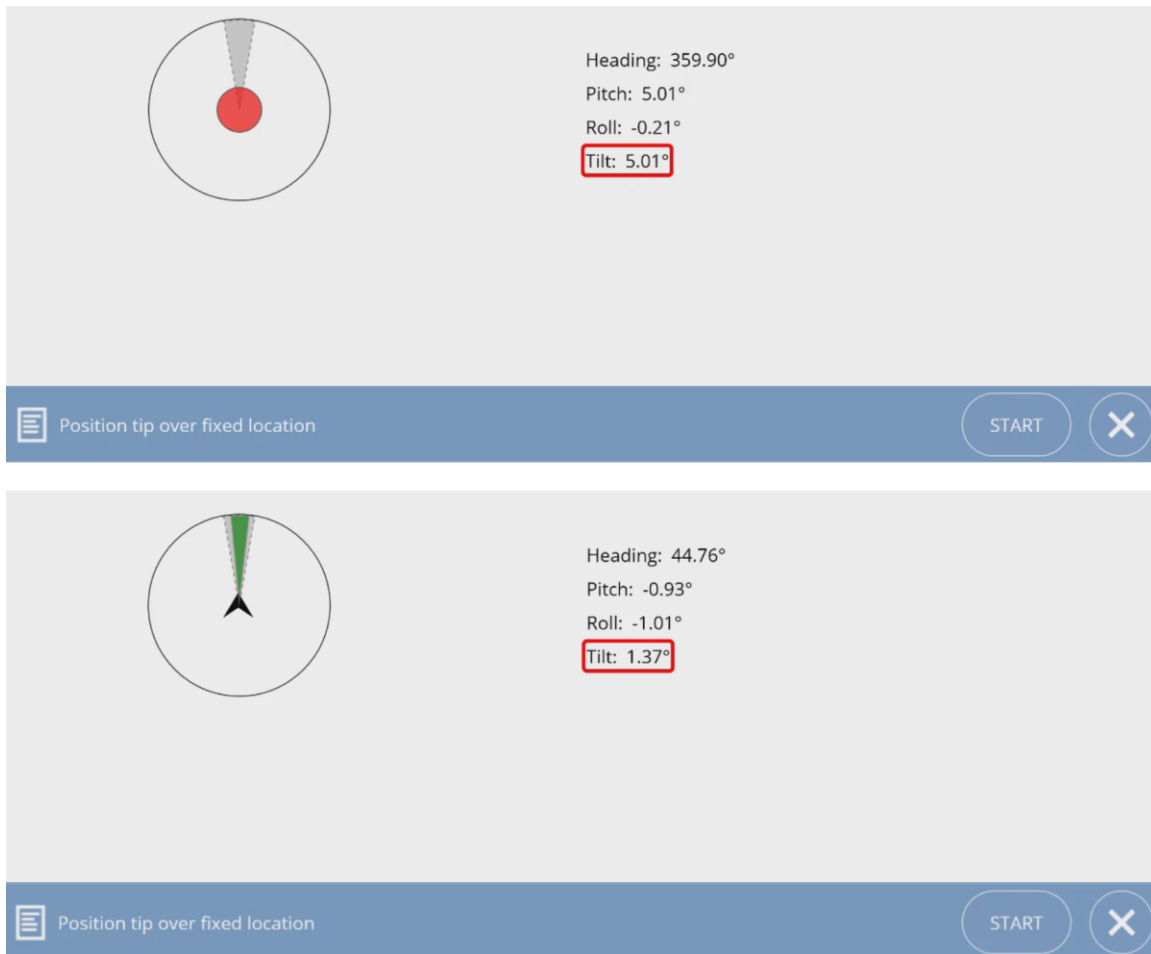 Heading: 359.90°
Pitch: 5.01°
Roll: -0.21°
Tilt: 5.01°
Position tip over fixed location
START
Heading: 44.76°
Pitch: -0.93°
Roll: -1.01°
Tilt: 1.37°
Position tip over fixed location
START